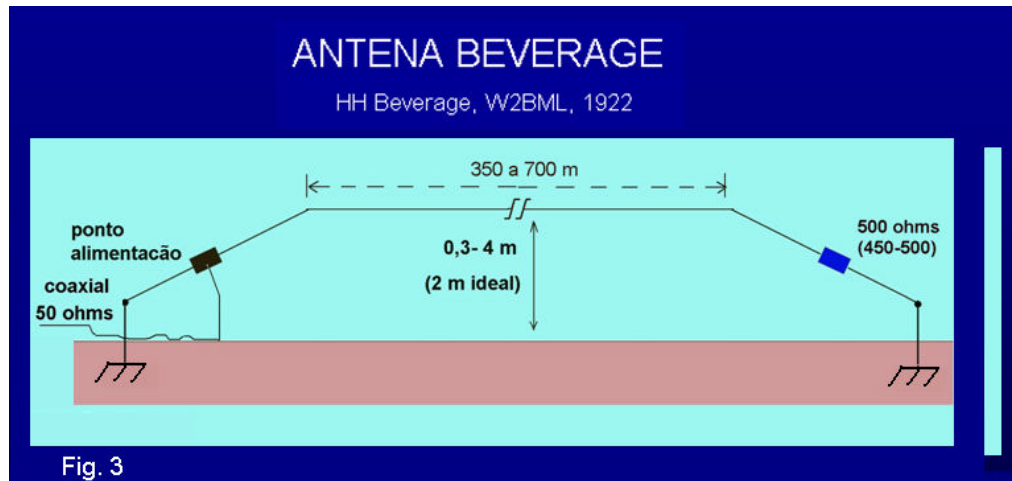 ANTENA BEVERAGE
HH Beverage, W2BML, 1922
350 a 700 m
ponto
alimentacão
coaxial
50 ohms
0,3- 4 m
(2 m ideal)
500 ohms
(450-500)
Fig. 3